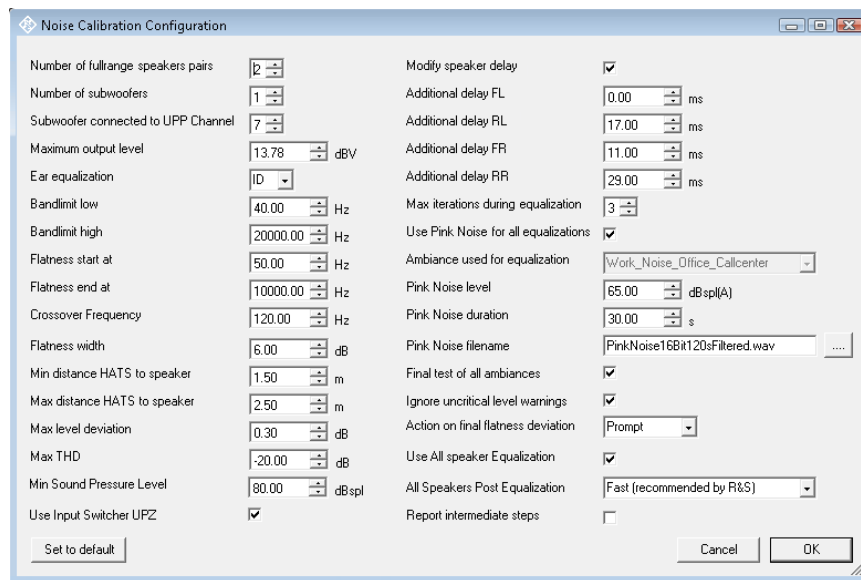 Noise Calibration Configuration
Number of fullrange speakers pairs 2
Number of subwoofers 1
Subwoofer connected to UPP Channel 7
Maximum output level 13.78 dBV
Ear equalization ID
Bandlimit low 40.00 Hz
Bandlimit high 20000.00 Hz
Flatness start at 50.00 Hz
Flatness end at 10000.00 Hz
Crossover Frequency 120.00 Hz
Flatness width 6.00 dB
Min distance HATS to speaker 1.50 m
Max distance HATS to speaker 2.50 m
Max level deviation 0.30 dB
Max THD -20.00 dB
Min Sound Pressure Level 80.00 dBspl
Use Input Switcher UPZ
Set to default
Modify speaker delay
Additional delay FL 0.00 ms
Additional delay RL 17.00 ms
Additional delay FR 11.00 ms
Additional delay RR 29.00 ms
Max iterations during equalization 3
Use Pink Noise for all equalizations
Ambiance used for equalization Work_Noise_Office_Callcenter
Pink Noise level 65.00 dBspl(A)
Pink Noise duration 30.00 s
Pink Noise filename PinkNoise16Bit120sFiltered.wav ....
Final test of all ambiances
Ignore uncritical level warnings
Action on final flatness deviation Prompt
Use All speaker Equalization
All Speakers Post Equalization Fast (recommended by R&S)
Report intermediate steps
Cancel OK